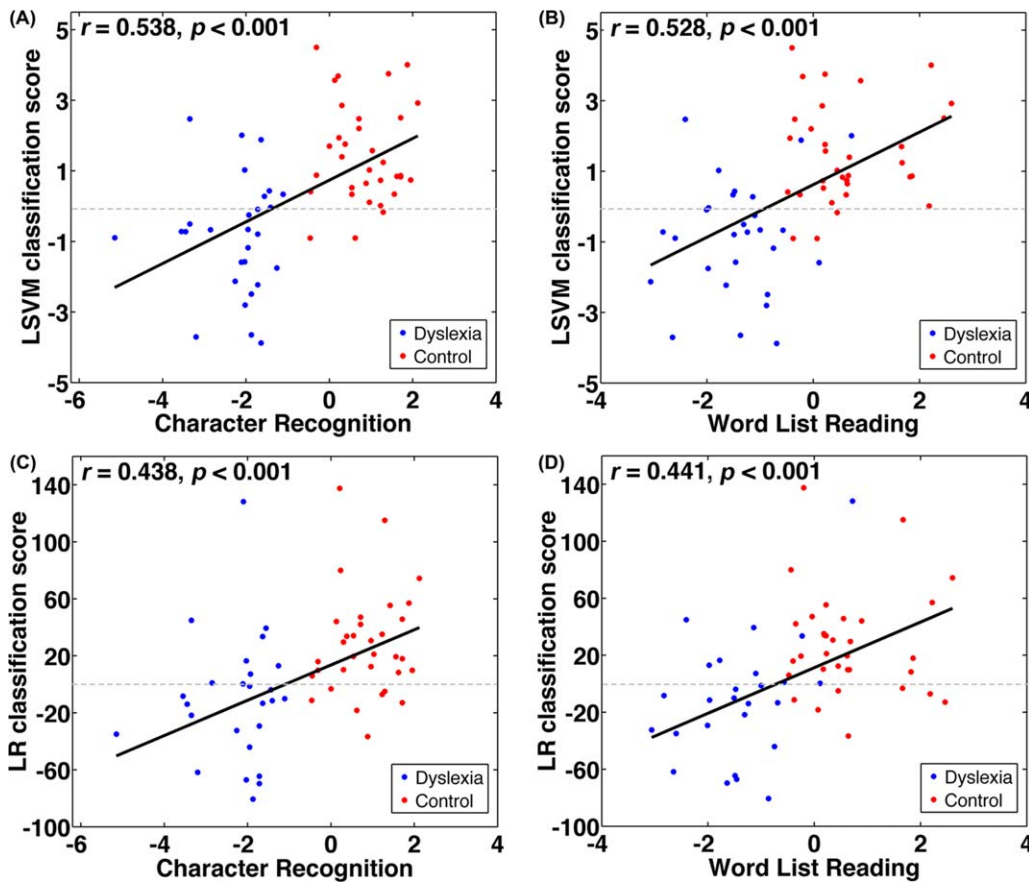 (A)
r = 0.538, p < 0.001
LSVM classification score
5
3
1
-1
-3
-5
-6
-4
-2
0
2
4
Character Recognition
Dyslexia
Control
(B)
r = 0.528, p < 0.001
LSVM classification score
5
3
1
-1
-3
-5
-4
-2
0
2
4
Word List Reading
Dyslexia
Control
(C)
r = 0.438, p < 0.001
LR classification score
140
100
60
20
-20
-60
-100
-6
-4
-2
0
2
4
Character Recognition
Dyslexia
Control
(D)
r = 0.441, p < 0.001
LR classification score
140
100
60
20
-20
-60
-100
-4
-2
0
2
4
Word List Reading
Dyslexia
Control